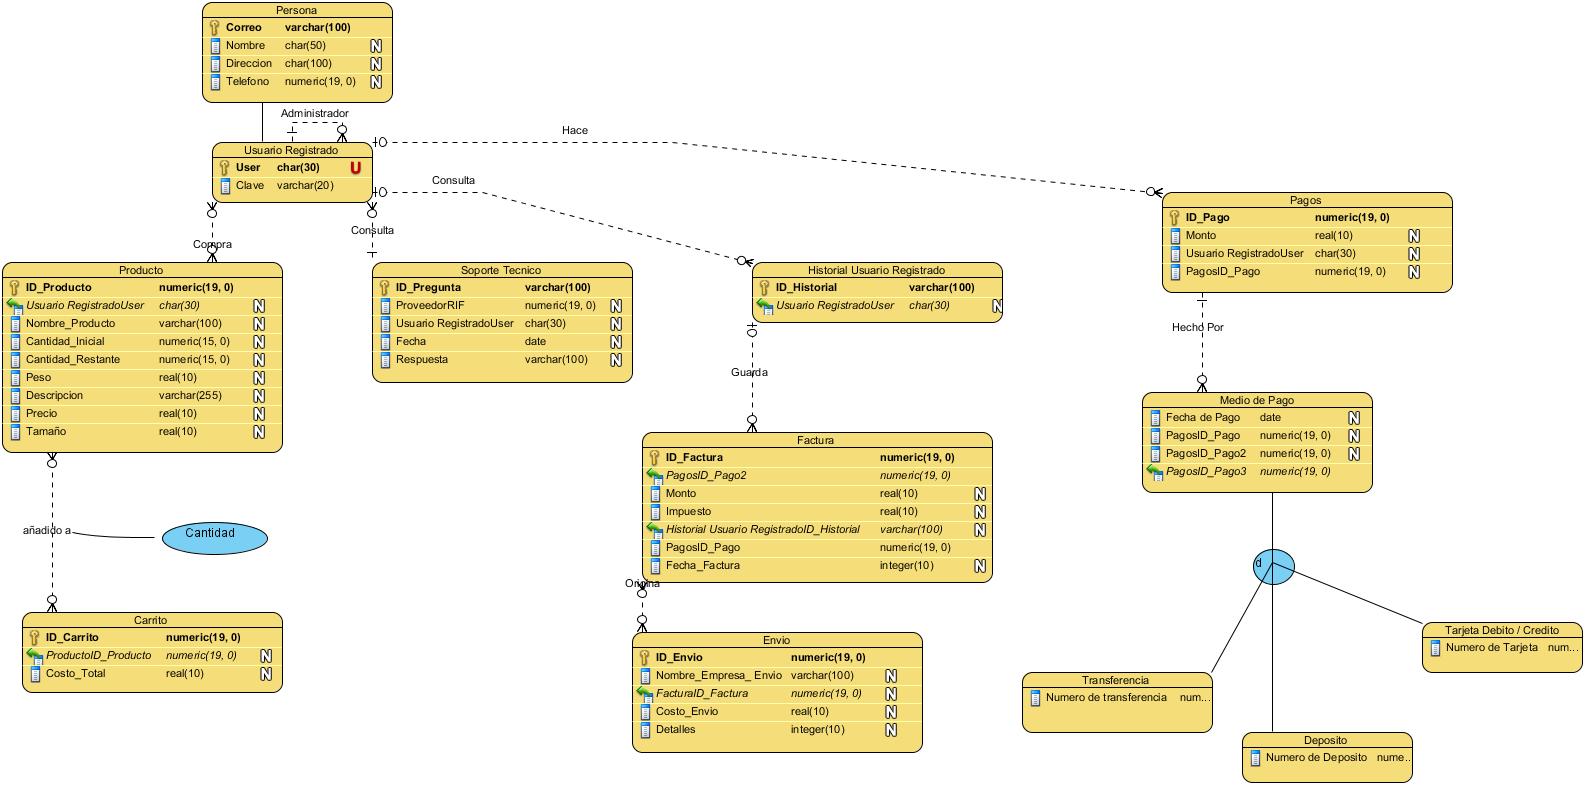 Persona
Correo varchar(100)
Nombre char(50) N
Direccion char(100) N
Telefono numeric(19, 0) N
Administrador
Usuario Registrado
User char(30) U
Clave varchar(20)
Hace
Consulta
Consulta
Compra
Pagos
ID_Pago numeric(19, 0)
Monto real(10) N
Usuario RegistradoUser char(30) N
PagosID_Pago numeric(19, 0) N
Producto
ID_Producto numeric(19, 0)
Usuario RegistradoUser char(30) N
Nombre_Producto varchar(100) N
Cantidad_Inicial numeric(15, 0) N
Cantidad_Restante numeric(15, 0) N
Peso real(10) N
Descripcion varchar(255) N
Precio real(10) N
Tamaño real(10) N
Soporte Tecnico
ID_Pregunta varchar(100)
ProveedorRIF numeric(19, 0) N
Usuario RegistradoUser char(30) N
Fecha date N
Respuesta varchar(100) N
Historial Usuario Registrado
ID_Historial varchar(100)
Usuario RegistradoUser char(30) N
Hecho Por
Guarda
Medio de Pago
Fecha de Pago date N
PagosID_Pago numeric(19, 0) N
PagosID_Pago2 numeric(19, 0) N
PagosID_Pago3 numeric(19, 0)
Factura
ID_Factura numeric(19, 0)
PagosID_Pago2 numeric(19, 0)
Monto real(10) N
Impuesto real(10) N
Historial Usuario RegistradoID_Historial varchar(100) N
PagosID_Pago numeric(19, 0)
Fecha_Factura integer(10) N
añadido a
Cantidad
d
Origina
Carrito
ID_Carrito numeric(19, 0)
ProductoID_Producto numeric(19, 0) N
Costo_Total real(10) N
Envio
ID_Envio numeric(19, 0)
Nombre_Empresa_ Envio varchar(100) N
FacturaID_Factura numeric(19, 0) N
Costo_Envio real(10) N
Detalles integer(10) N
Tarjeta Debito / Credito
Numero de Tarjeta num...
Transferencia
Numero de transferencia num...
Deposito
Numero de Deposito nume...